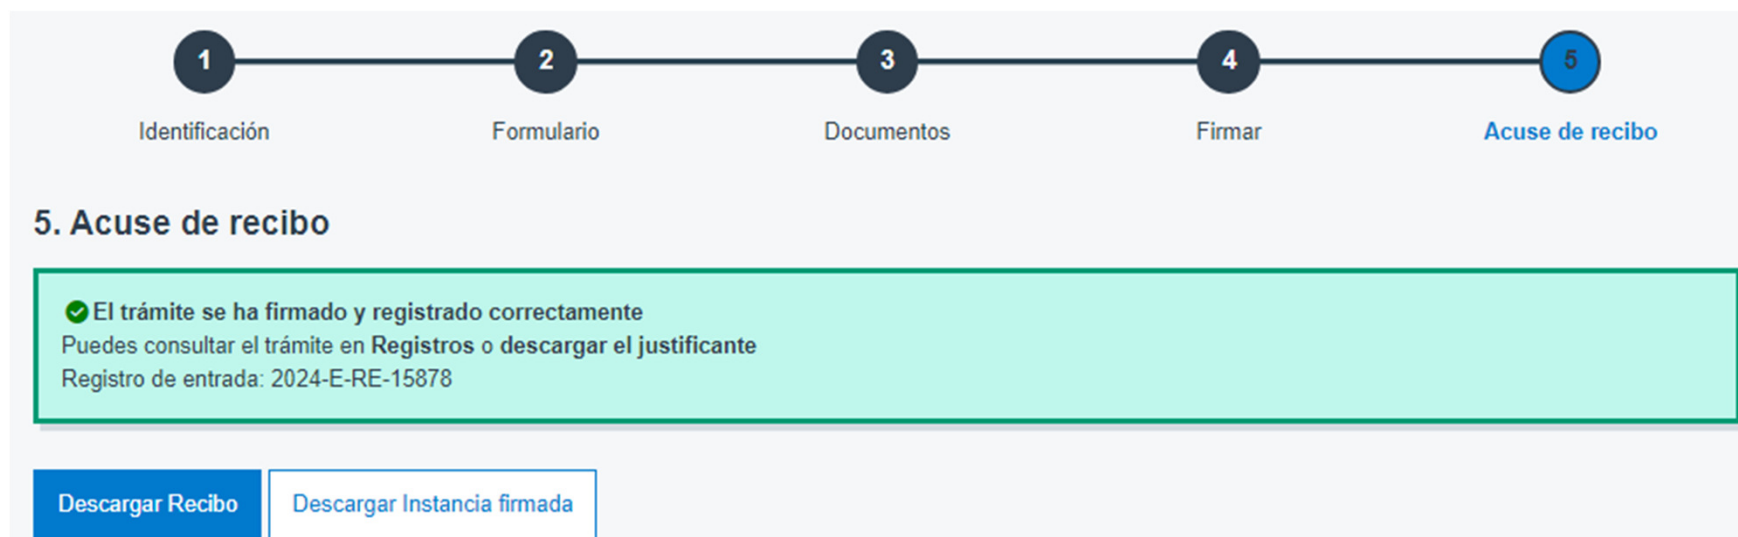 1 2 3 4 5
Identificación Formulario Documentos Firmar Acuse de recibo
5. Acuse de recibo
El trámite se ha firmado y registrado correctamente
Puedes consultar el trámite en Registros o descargar el justificante
Registro de entrada: 2024-E-RE-15878
Descargar Recibo Descargar Instancia firmada